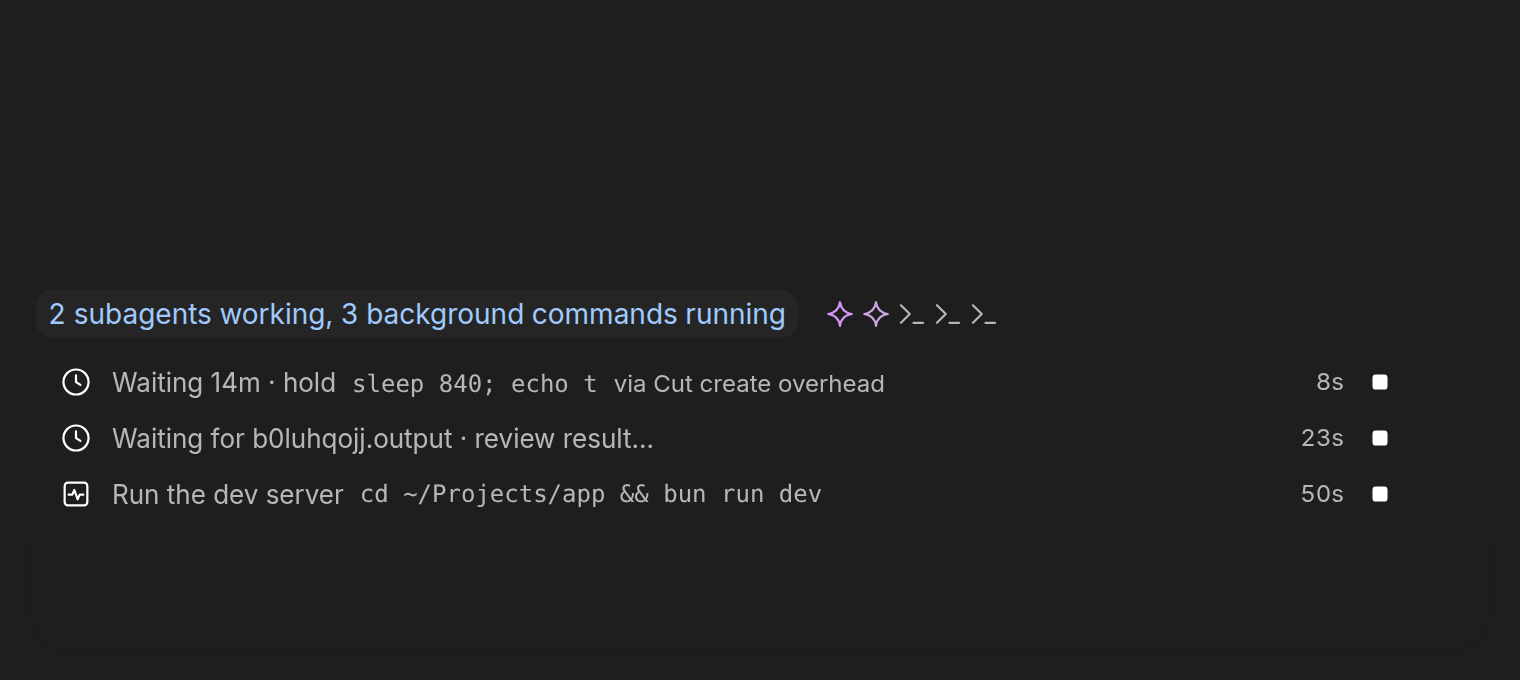 2 subagents working, 3 background commands running
Waiting 14m · hold sleep 840; echo t via Cut create overhead 8s
Waiting for b0luhqojj.output · review result... 23s
Run the dev server cd ~/Projects/app && bun run dev 50s